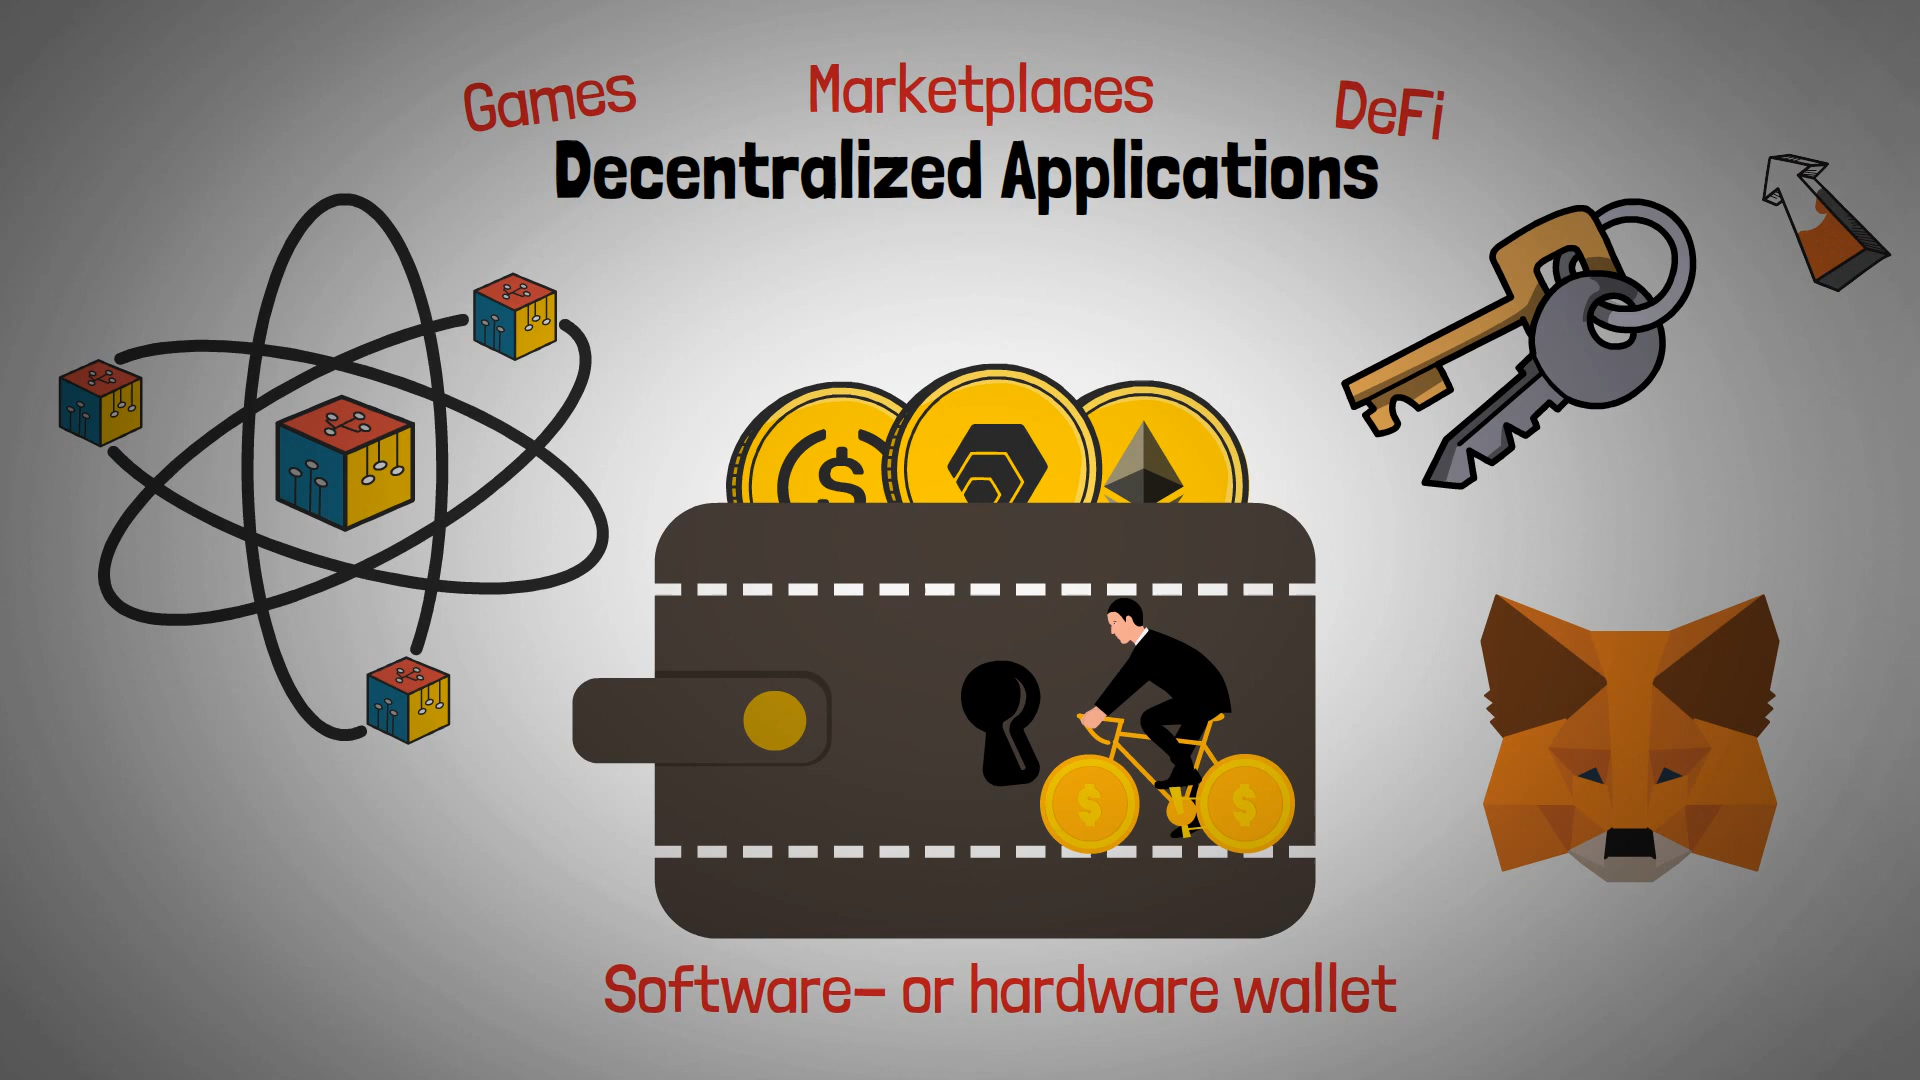 Games
Marketplaces
DeFi
Decentralized Applications
$
$ $
Software- or hardware wallet